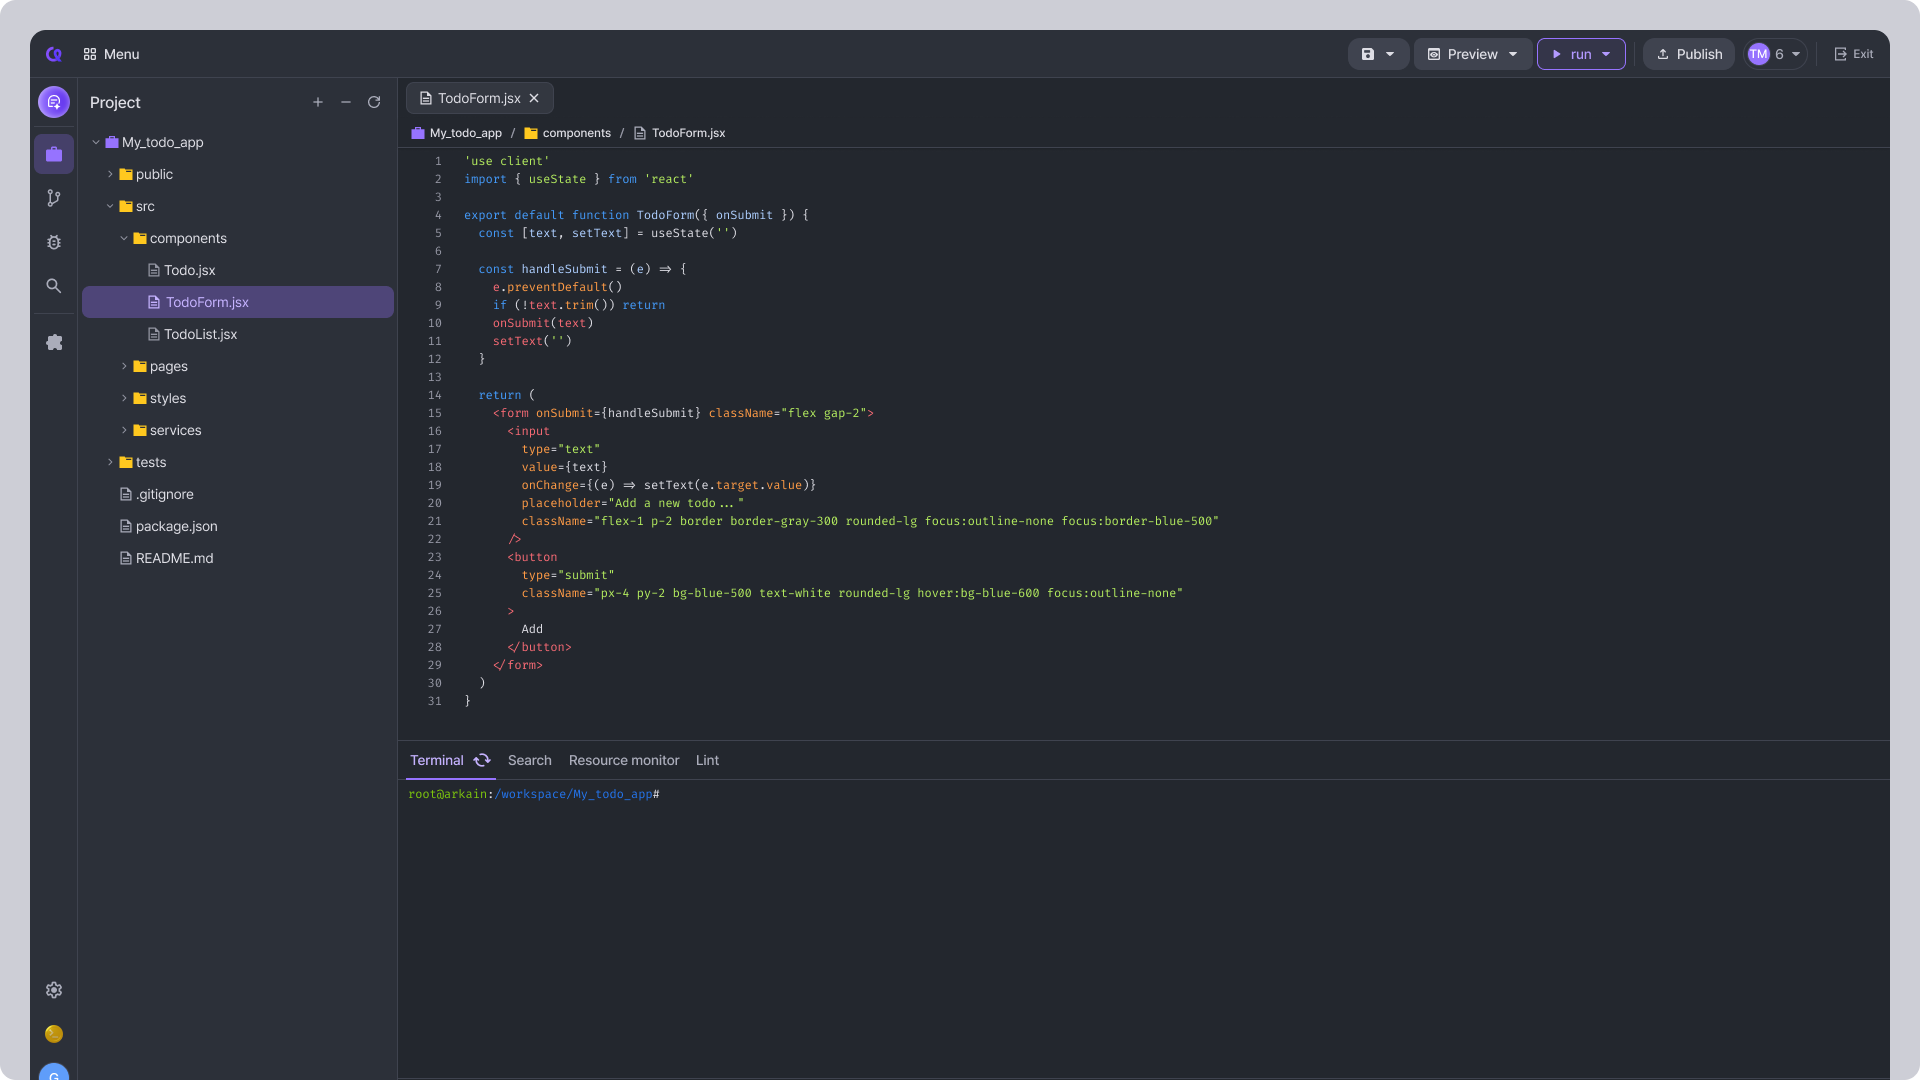 Menu
Preview
run
Publish
TM
6
Exit
Project
My_todo_app
public
src
components
Todo.jsx
TodoForm.jsx
TodoList.jsx
pages
styles
services
tests
.gitignore
package.json
README.md
G
TodoForm.jsx
My_todo_app / components / TodoForm.jsx
1 'use client'
2 import { useState } from 'react'
3
4 export default function TodoForm({ onSubmit }) {
5 const [text, setText] = useState('')
6
7 const handleSubmit = (e) => {
8 e.preventDefault()
9 if (!text.trim()) return
10 onSubmit(text)
11 setText('')
12 }
13
14 return (
15 <form onSubmit={handleSubmit} className="flex gap-2">
16 <input
17 type="text"
18 value={text}
19 onChange={(e) => setText(e.target.value)}
20 placeholder="Add a new todo..."
21 className="flex-1 p-2 border border-gray-300 rounded-lg focus:outline-none focus:border-blue-500"
22 />
23 <button
24 type="submit"
25 className="px-4 py-2 bg-blue-500 text-white rounded-lg hover:bg-blue-600 focus:outline-none"
26 >
27 Add
28 </button>
29 </form>
30 )
31 }
Terminal
Search
Resource monitor
Lint
root@arkain:/workspace/My_todo_app#